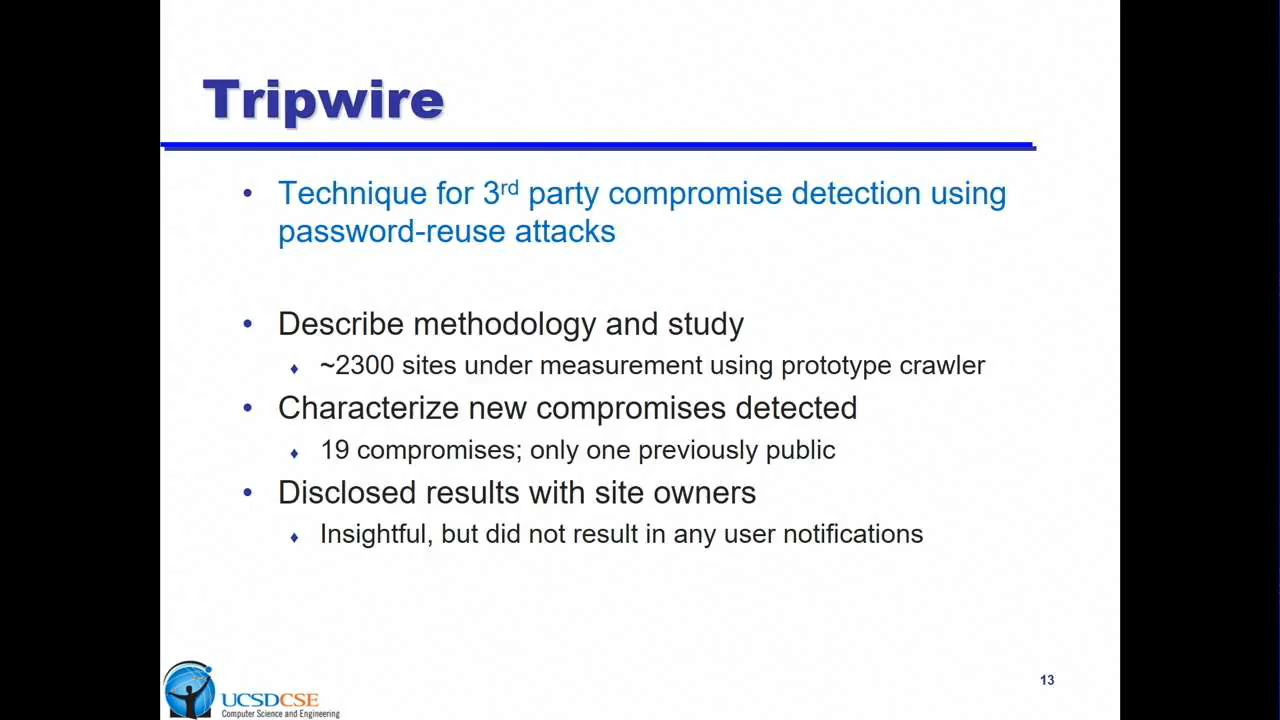 Tripwire
• Technique for 3rd party compromise detection using
password-reuse attacks
• Describe methodology and study
♦ ~2300 sites under measurement using prototype crawler
• Characterize new compromises detected
♦ 19 compromises; only one previously public
• Disclosed results with site owners
♦ Insightful, but did not result in any user notifications
UCSDCSE
Computer Science and Engineering
13